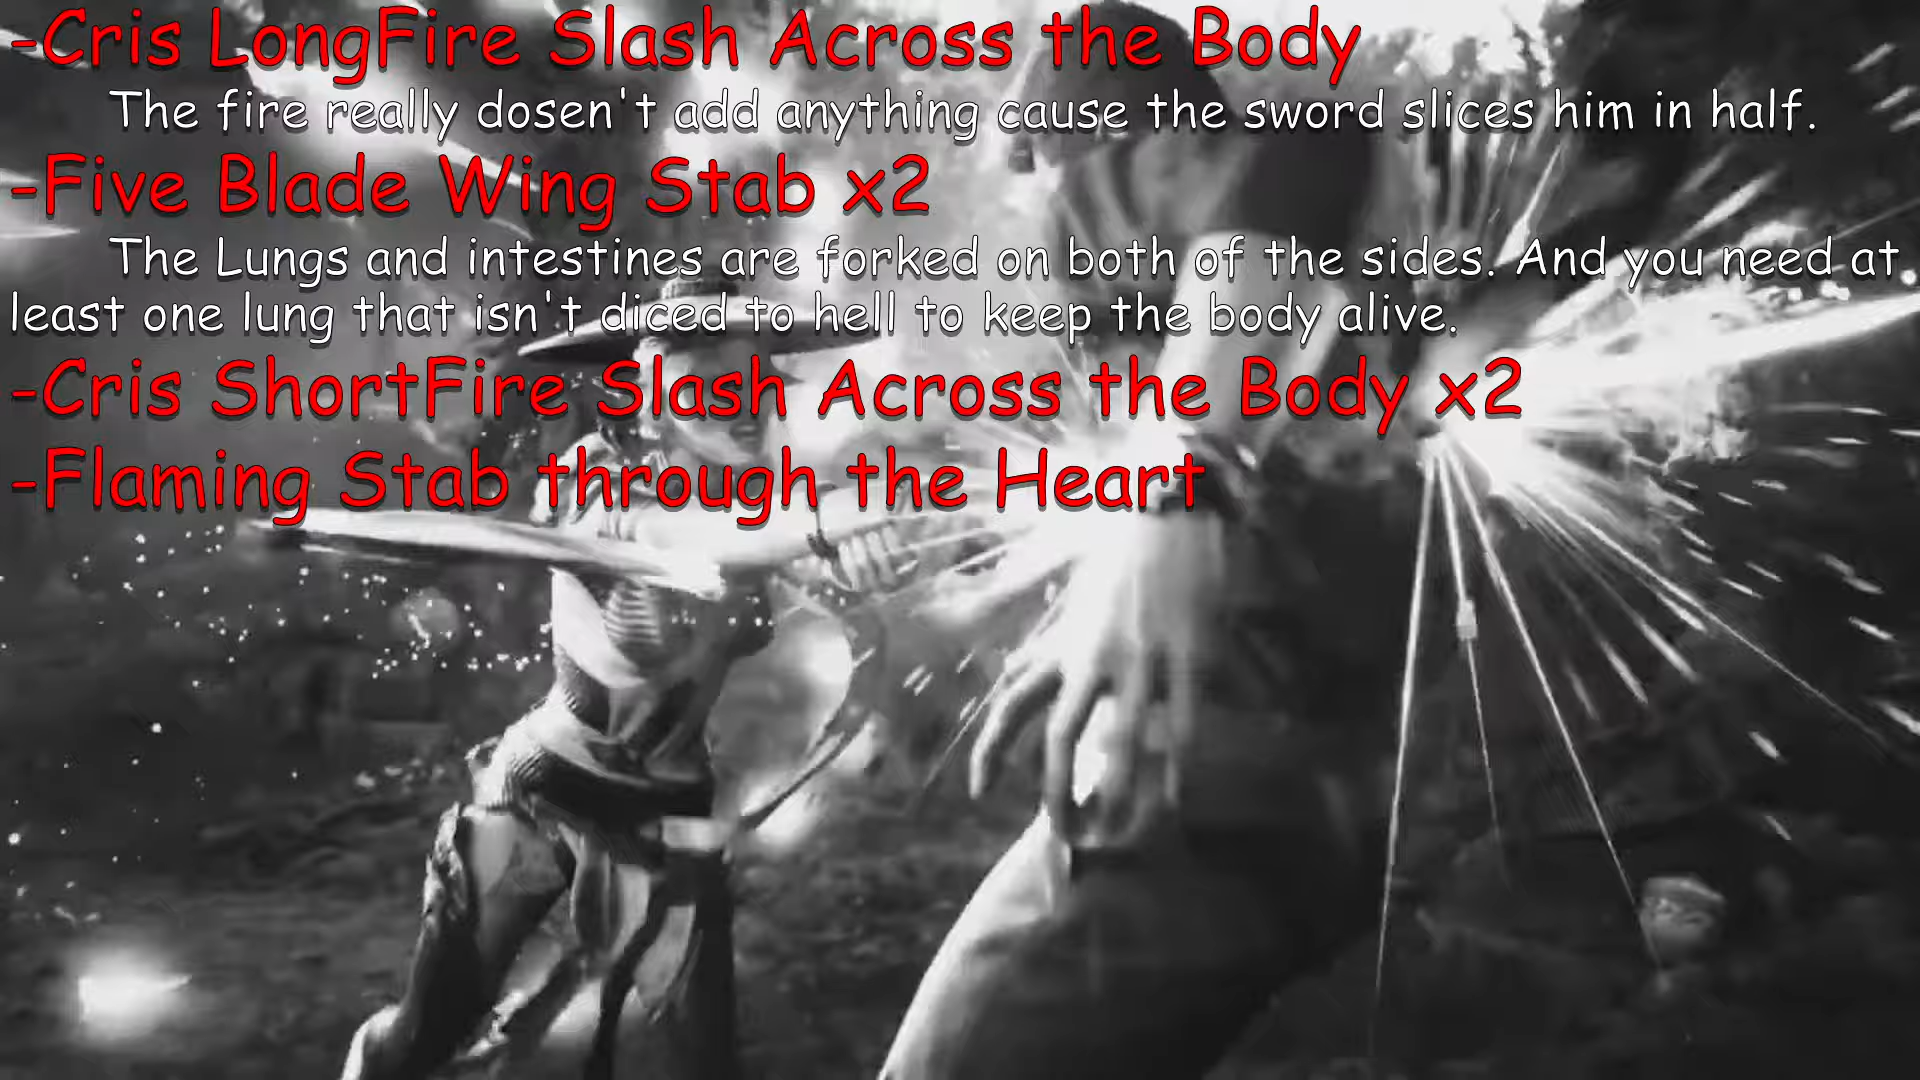 -Cris LongFire Slash Across the Body
The fire really dosen't add anything cause the sword slices him in half.
-Five Blade Wing Stab x2
The Lungs and intestines are forked on both of the sides. And you need at
least one lung that isn't diced to hell to keep the body alive.
-Cris ShortFire Slash Across the Body x2
-Flaming Stab through the Heart